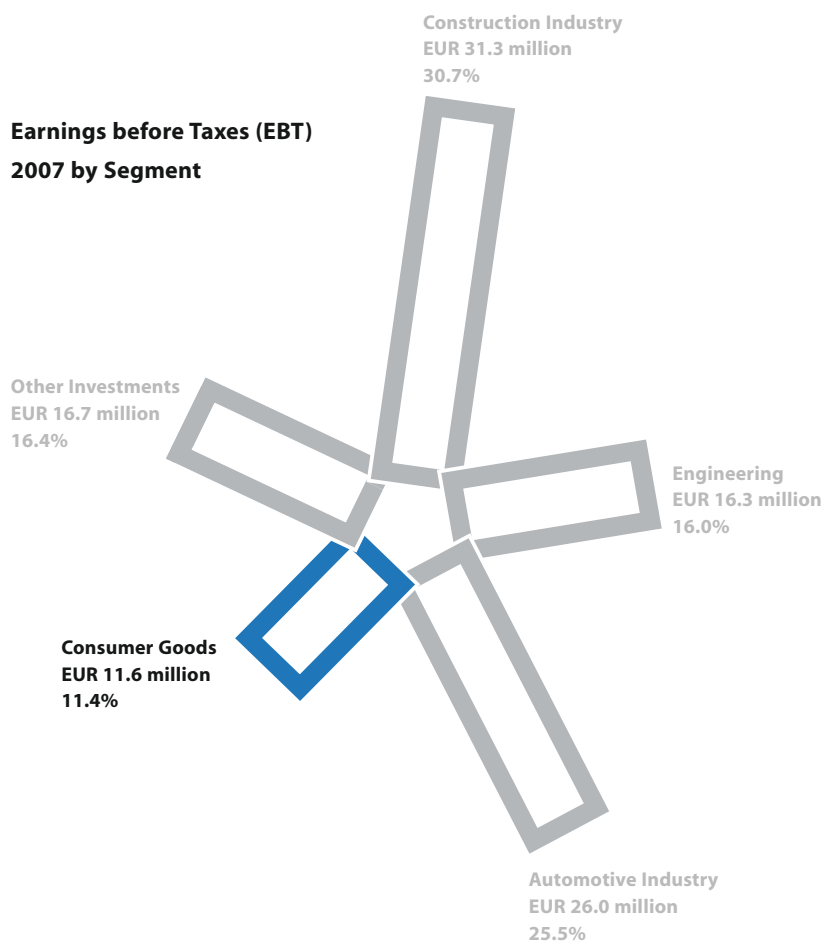 Construction Industry
EUR 31.3 million
30.7%
Earnings before Taxes (EBT)
2007 by Segment
Other Investments
EUR 16.7 million
16.4%
Engineering
EUR 16.3 million
16.0%
Consumer Goods
EUR 11.6 million
11.4%
Automotive Industry
EUR 26.0 million
25.5%